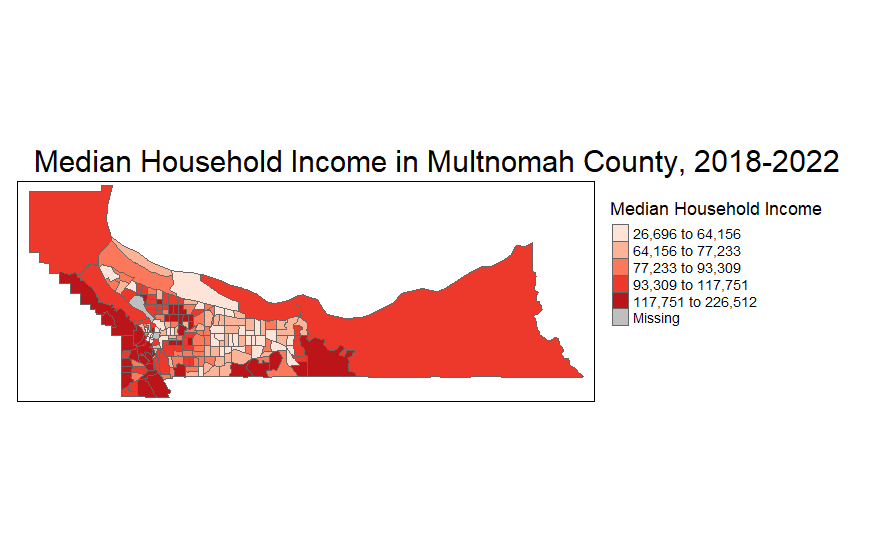 Median Household Income in Multnomah County, 2018-2022
Median Household Income
26,696 to 64,156
64,156 to 77,233
77,233 to 93,309
93,309 to 117,751
117,751 to 226,512
Missing